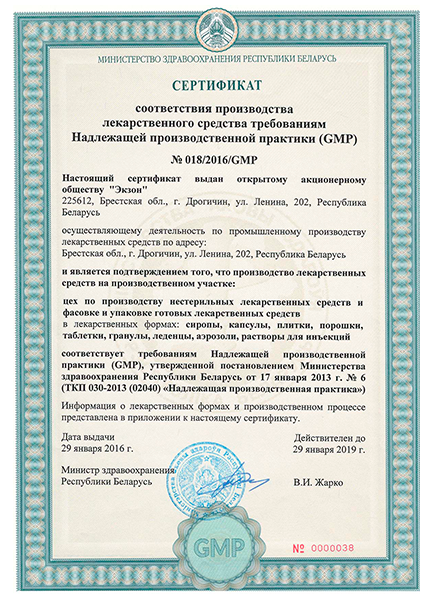 МИНИСТЕРСТВО ЗДРАВООХРАНЕНИЯ РЕСПУБЛИКИ БЕЛАРУСЬ
СЕРТИФИКАТ
соответствия производства
лекарственного средства требованиям
Надлежащей производственной практики (GMP)
№ 018/2016/GMP
Настоящий сертификат выдан открытому акционерному
обществу "Экзон"
225612, Брестская обл., г. Дрогичин, ул. Ленина, 202, Республика
Беларусь
осуществляющему деятельность по промышленному производству
лекарственных средств по адресу:
Брестская обл., г. Дрогичин, ул. Ленина, 202, Республика Беларусь
и является подтверждением того, что производство лекарственных
средств на производственном участке:
цех по производству нестерильных лекарственных средств и
фасовке и упаковке готовых лекарственных средств
в лекарственных формах: сиропы, капсулы, плитки, порошки,
таблетки, гранулы, леденцы, аэрозоли, растворы для инъекций
соответствует требованиям Надлежащей производственной
практики (GMP), утвержденной постановлением Министерства
здравоохранения Республики Беларусь от 17 января 2013 г. № 6
(ТКП 030-2013 (02040) «Надлежащая производственная практика»)
Информация о лекарственных формах и производственном процессе
представлена в приложении к настоящему сертификату.
Дата выдачи
29 января 2016 г.
Действителен до
29 января 2019 г.
Министр здравоохранения
Республики Беларусь
В.И. Жарко
№ 0000038
GMP